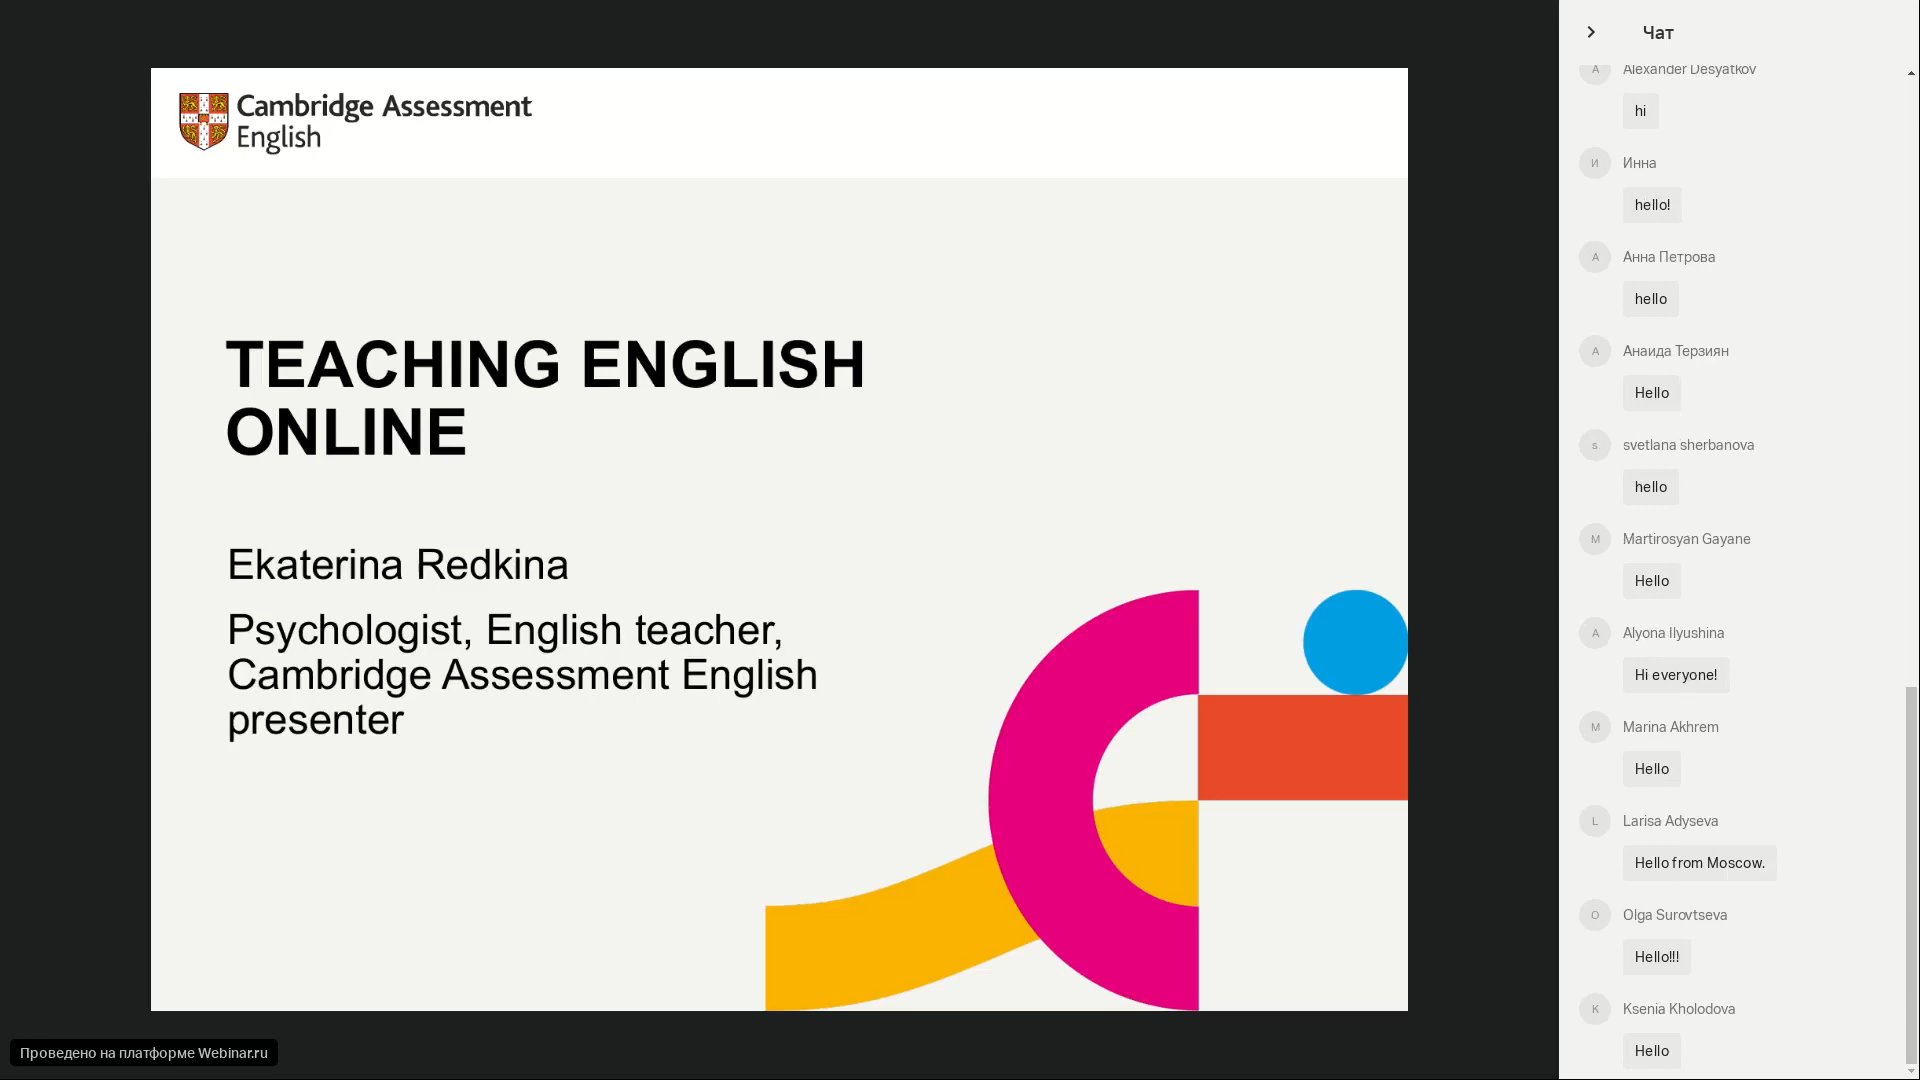 Cambridge Assessment
English
TEACHING ENGLISH
ONLINE
Ekaterina Redkina
Psychologist, English teacher,
Cambridge Assessment English
presenter
Проведено на платформе Webinar.ru
Чат
A
Alexander Desyatkov
hi
И
Инна
hello!
А
Анна Петрова
hello
А
Анаида Терзиян
Hello
s
svetlana sherbanova
hello
M
Martirosyan Gayane
Hello
A
Alyona Ilyushina
Hi everyone!
M
Marina Akhrem
Hello
L
Larisa Adyseva
Hello from Moscow.
O
Olga Surovtseva
Hello!!!
K
Ksenia Kholodova
Hello